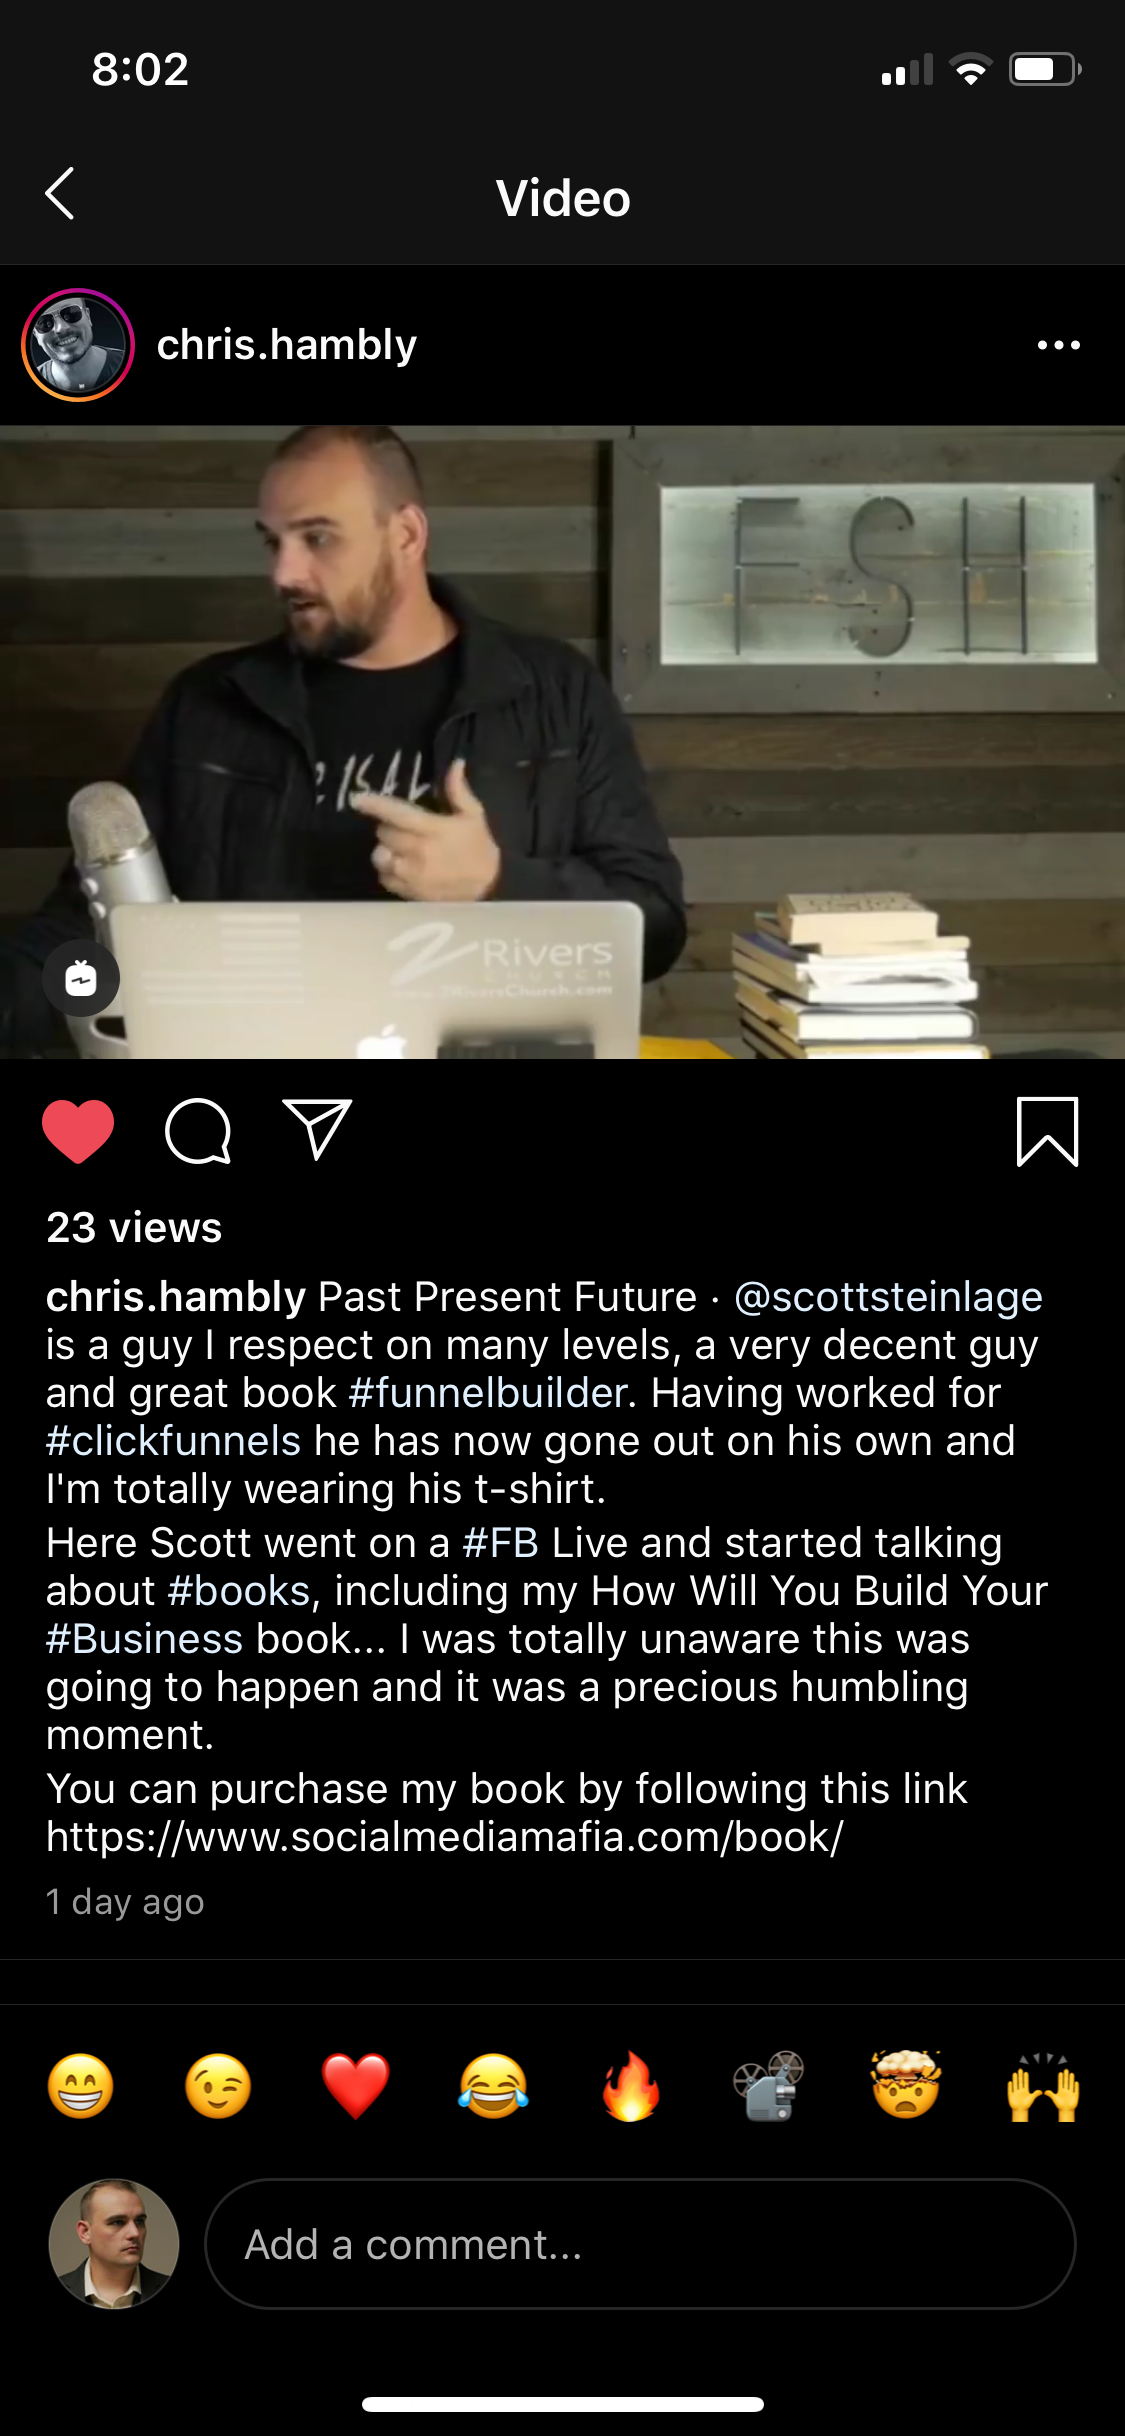 8:02
Video
chris.hambly
FSH
ISAL
2Rivers
CHURCH
www.2RiversChurch.com
23 views
chris.hambly Past Present Future · @scottsteinlage
is a guy I respect on many levels, a very decent guy
and great book #funnelbuilder. Having worked for
#clickfunnels he has now gone out on his own and
I'm totally wearing his t-shirt.
Here Scott went on a #FB Live and started talking
about #books, including my How Will You Build Your
#Business book... I was totally unaware this was
going to happen and it was a precious humbling
moment.
You can purchase my book by following this link
https://www.socialmediamafia.com/book/
1 day ago
Add a comment...